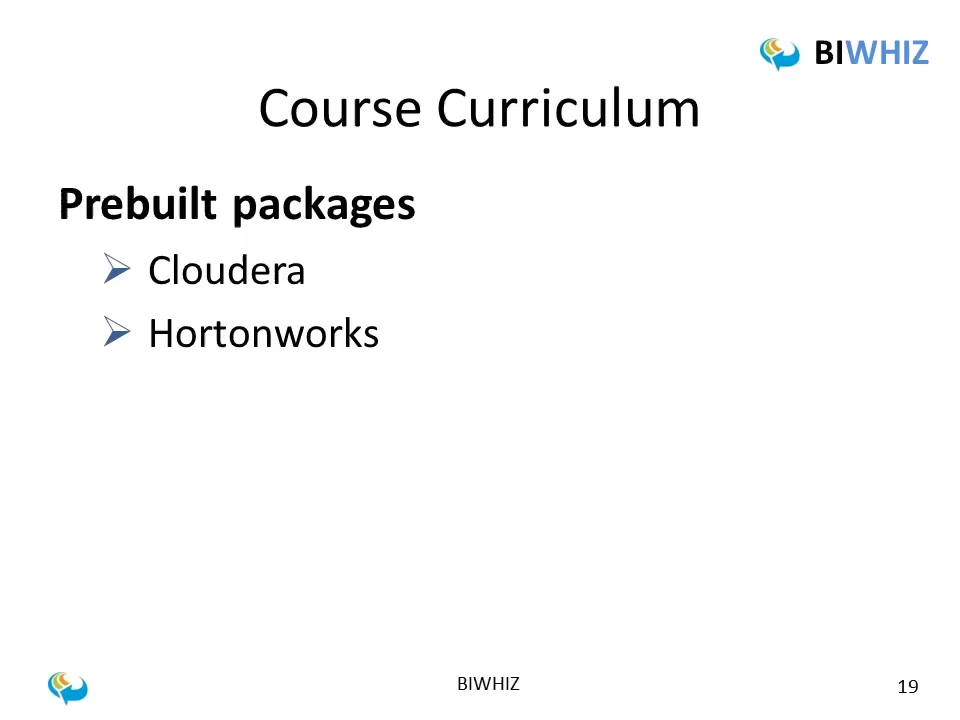 BIWHIZ
Course Curriculum
Prebuilt packages
Cloudera
Hortonworks
BIWHIZ
19